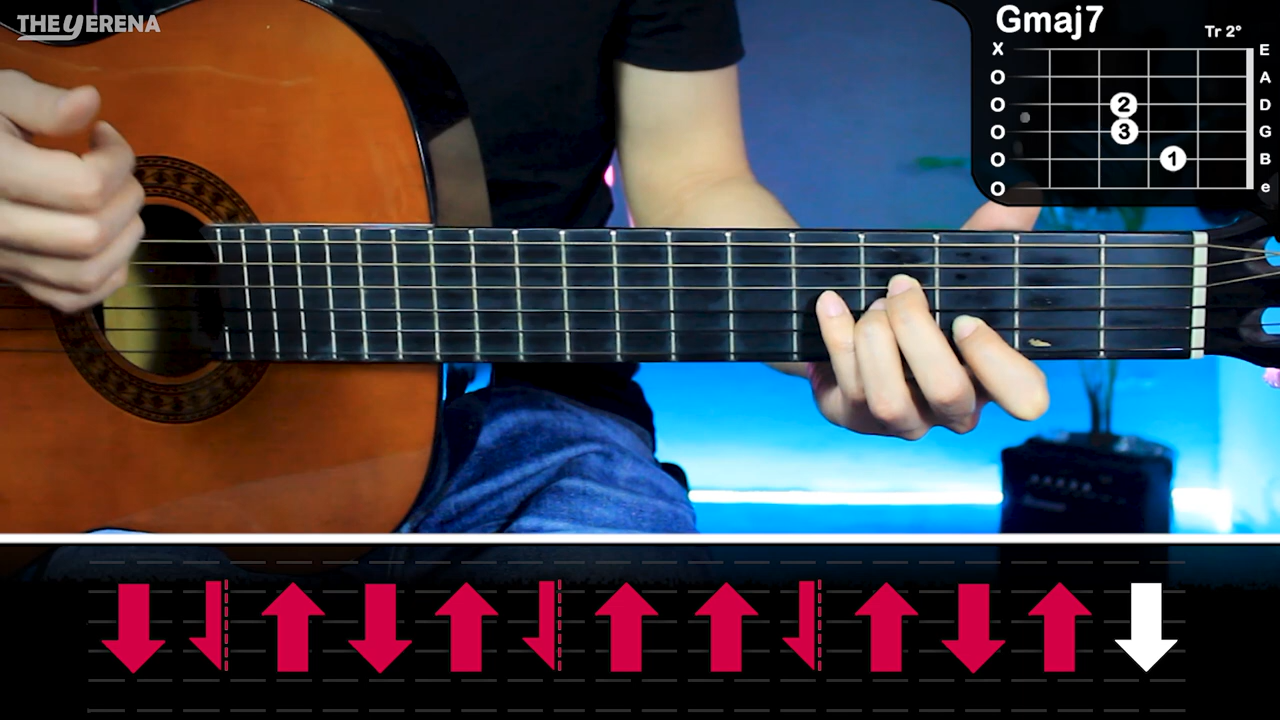 THEYERENA
Gmaj7
Tr 2°
X E
O A
O 2 D
O 3 G
O 1 B
O e